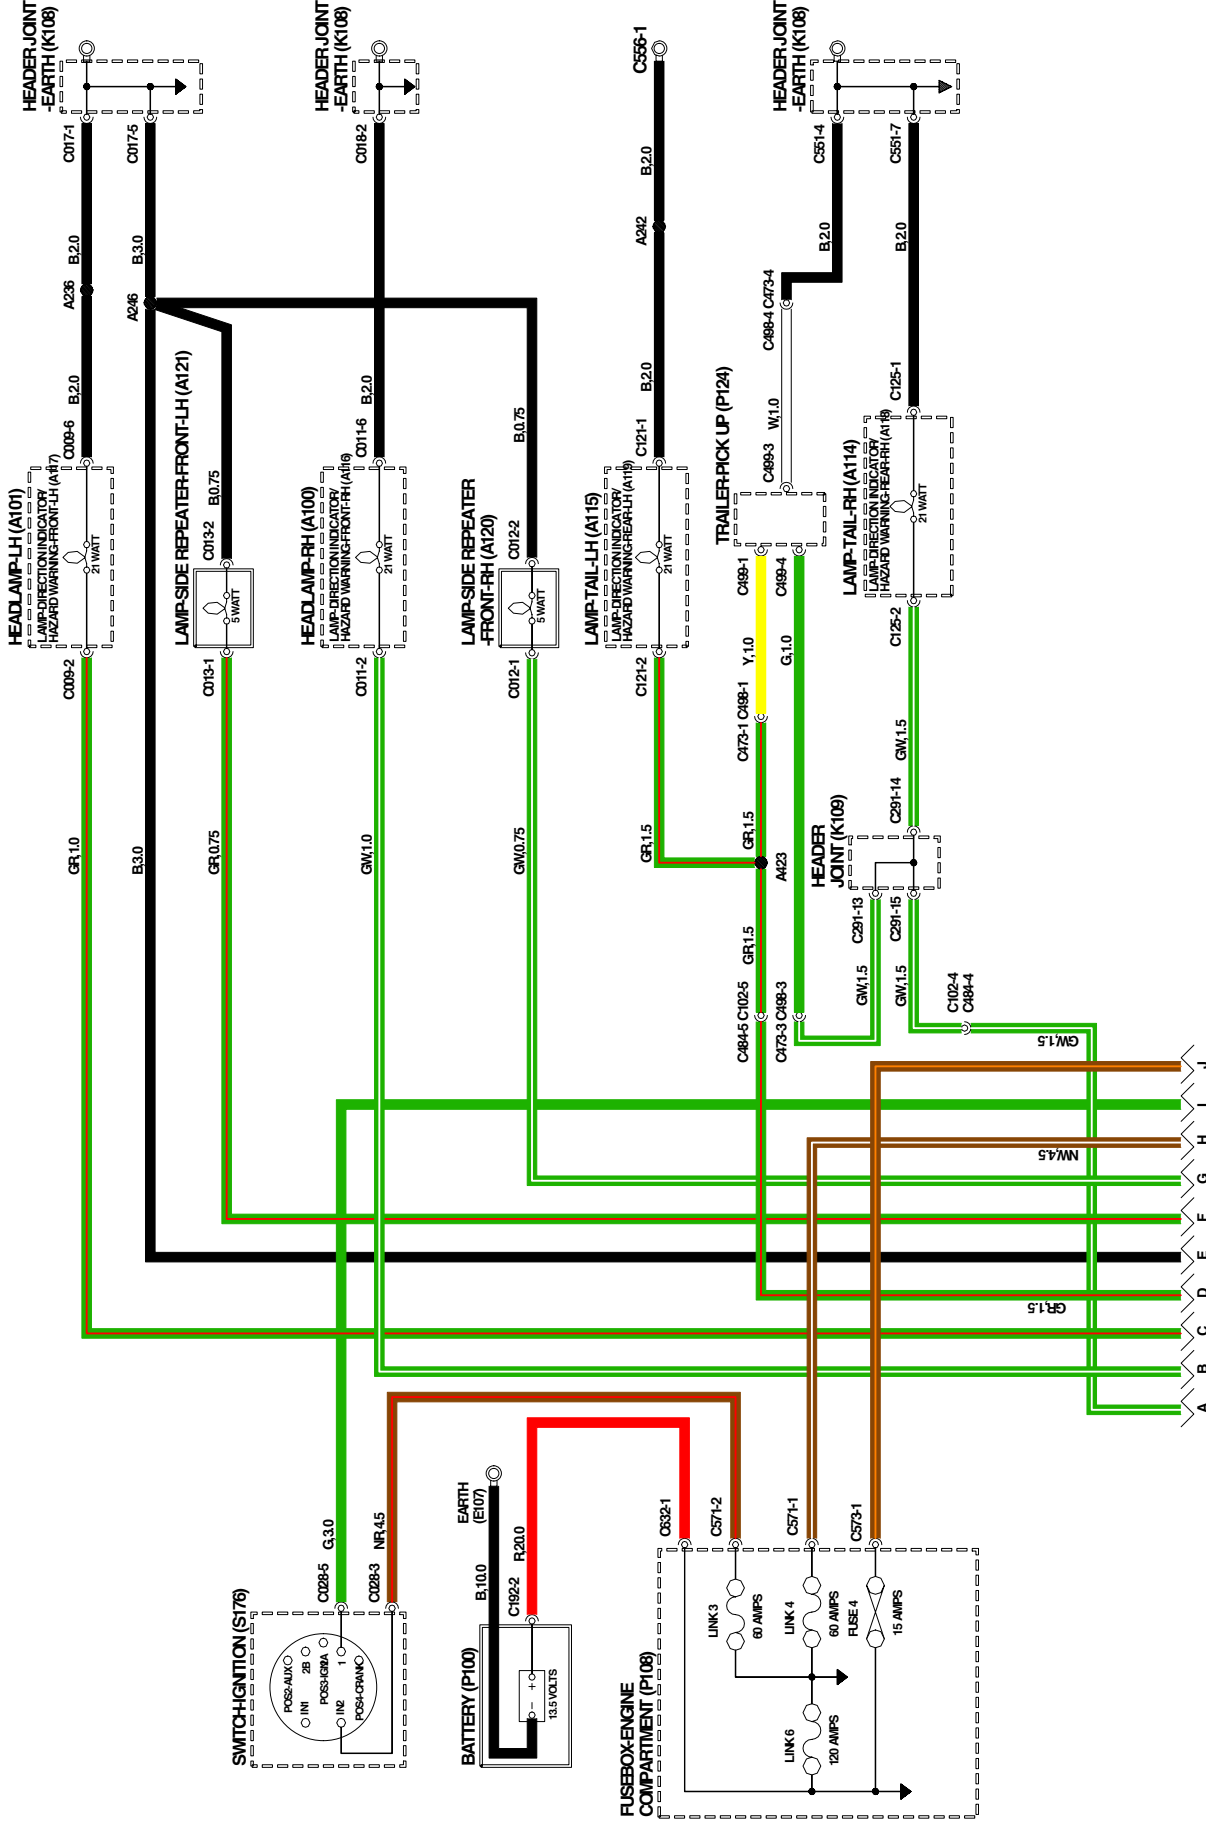 HEADER JOINT
-EARTH (K108)
C017-1
C017-5
B,2.0
B,3.0
A236
A246
B,2.0
C009-6
HEADLAMP-LH (A101)
LAMP-DIRECTION INDICATOR/
HAZARD WARNING-FRONT-LH (A117)
21 WATT
C009-2
GR,1.0
B,3.0
LAMP-SIDE REPEATER-FRONT-LH (A121)
B,0.75
C013-2
5 WATT
C013-1
GR,0.75
HEADER JOINT
-EARTH (K108)
C018-2
B,2.0
C011-6
HEADLAMP-RH (A100)
LAMP-DIRECTION INDICATOR/
HAZARD WARNING-FRONT-RH (A116)
21 WATT
C011-2
GW,1.0
B,0.75
LAMP-SIDE REPEATER
-FRONT-RH (A120)
C012-2
5 WATT
C012-1
GW,0.75
C556-1
B,2.0
A242
B,2.0
C121-1
LAMP-TAIL-LH (A115)
LAMP-DIRECTION INDICATOR/
HAZARD WARNING-REAR-LH (A119)
21 WATT
C121-2
GR,1.5
HEADER JOINT
-EARTH (K108)
C551-4
C551-7
B,2.0
B,2.0
C498-4 C473-4
W,1.0
C499-3
TRAILER-PICK UP (P124)
C499-1
C499-4
Y,1.0
G,1.0
C473-1 C498-1
GR,1.5
A423
GR,1.5
C484-5 C102-5
C473-3 C498-3
C125-1
LAMP-TAIL-RH (A114)
LAMP-DIRECTION INDICATOR/
HAZARD WARNING-REAR-RH (A118)
21 WATT
C125-2
GW,1.5
C291-14
HEADER
JOINT (K109)
C291-13
C291-15
GW,1.5
GW,1.5
C102-4
C484-4
GW,1.5
NW,4.5
GR,1.5
J
I
H
G
F
E
D
C
B
A
SWITCH-IGNITION (S176)
POS2-AUX
2B
IN1
POS3-IGN
2A
1
IN2
POS4-CRANK
C028-5
C028-3
G,3.0
NR,4.5
BATTERY (P100)
13.5 VOLTS
- +
EARTH
(E107)
B,10.0
C192-2
R,20.0
FUSEBOX-ENGINE
COMPARTMENT (P108)
C632-1
C571-2
C571-1
C573-1
LINK 3
60 AMPS
LINK 4
60 AMPS
FUSE 4
15 AMPS
LINK 6
120 AMPS